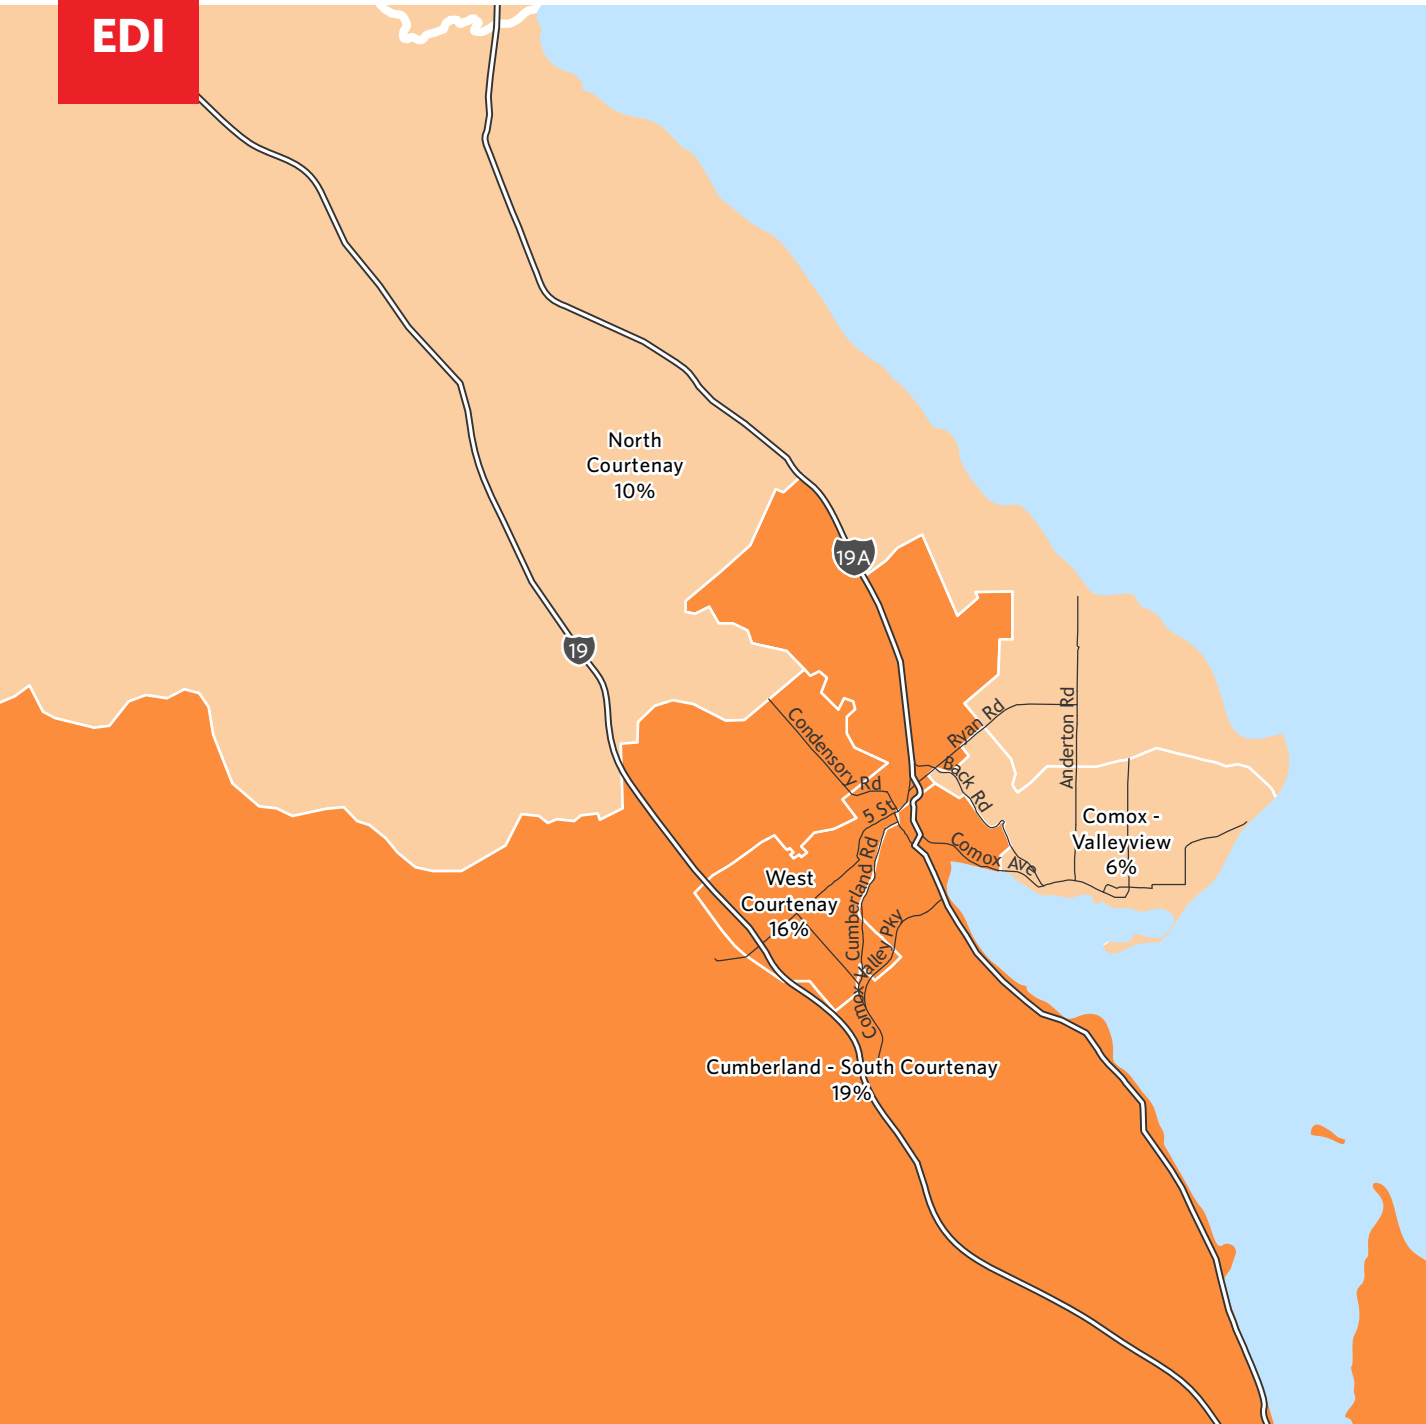 EDI
North
Courtenay
10%
19A
19
Ryan Rd
Anderton Rd
Condensory Rd
Back Rd
5 St
Comox -
Valleyview
6%
Comox Ave
Cumberland Rd
West
Courtenay
16%
Comox Valley Pky
Cumberland - South Courtenay
19%